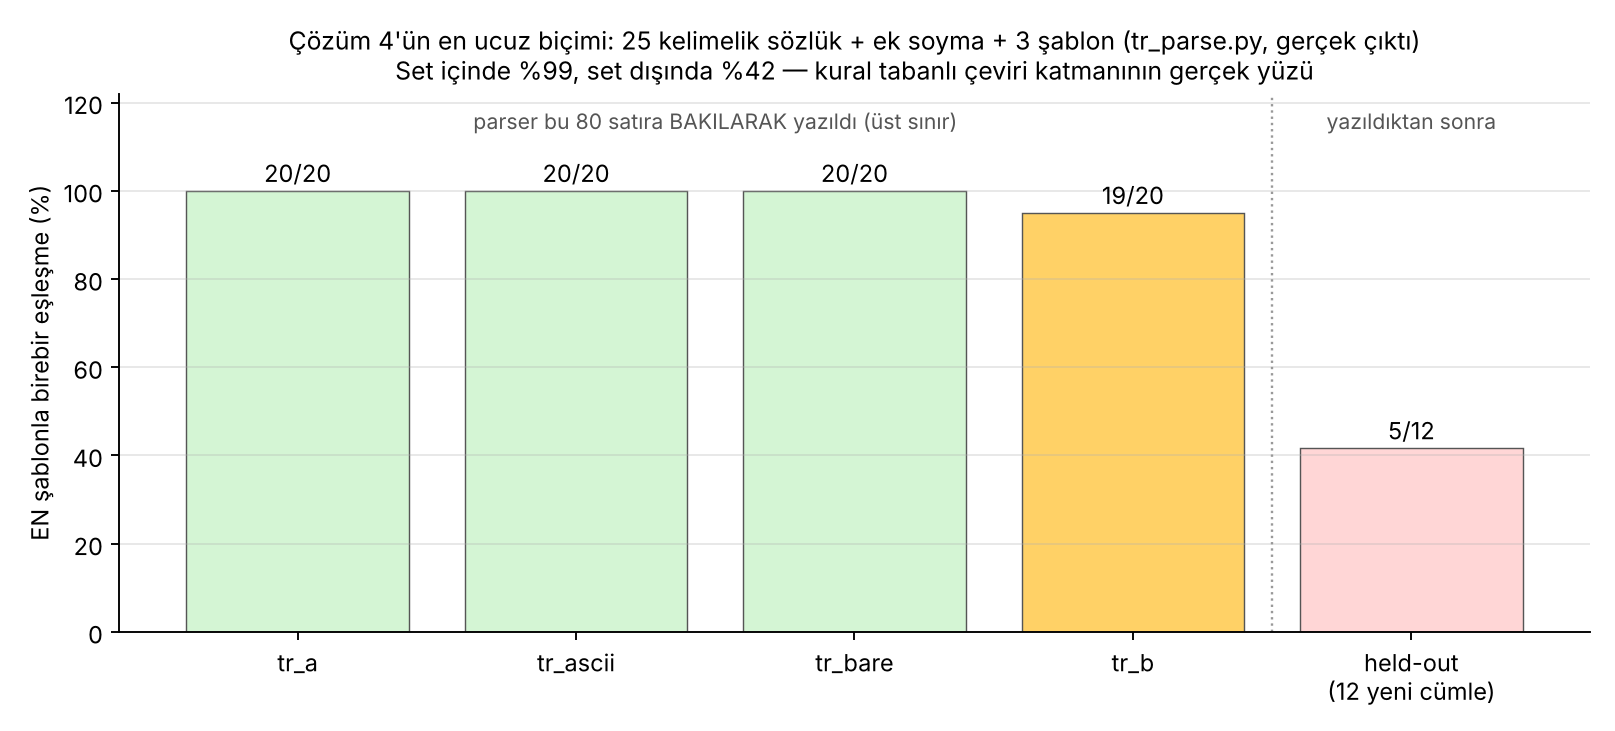 Çözüm 4'ün en ucuz biçimi: 25 kelimelik sözlük + ek soyma + 3 şablon (tr_parse.py, gerçek çıktı)
Set içinde %99, set dışında %42 — kural tabanlı çeviri katmanının gerçek yüzü
parser bu 80 satıra BAKILARAK yazıldı (üst sınır)
yazıldıktan sonra
EN şablonla birebir eşleşme (%)
120
100
80
60
40
20
0
20/20
20/20
20/20
19/20
5/12
tr_a
tr_ascii
tr_bare
tr_b
held-out
(12 yeni cümle)